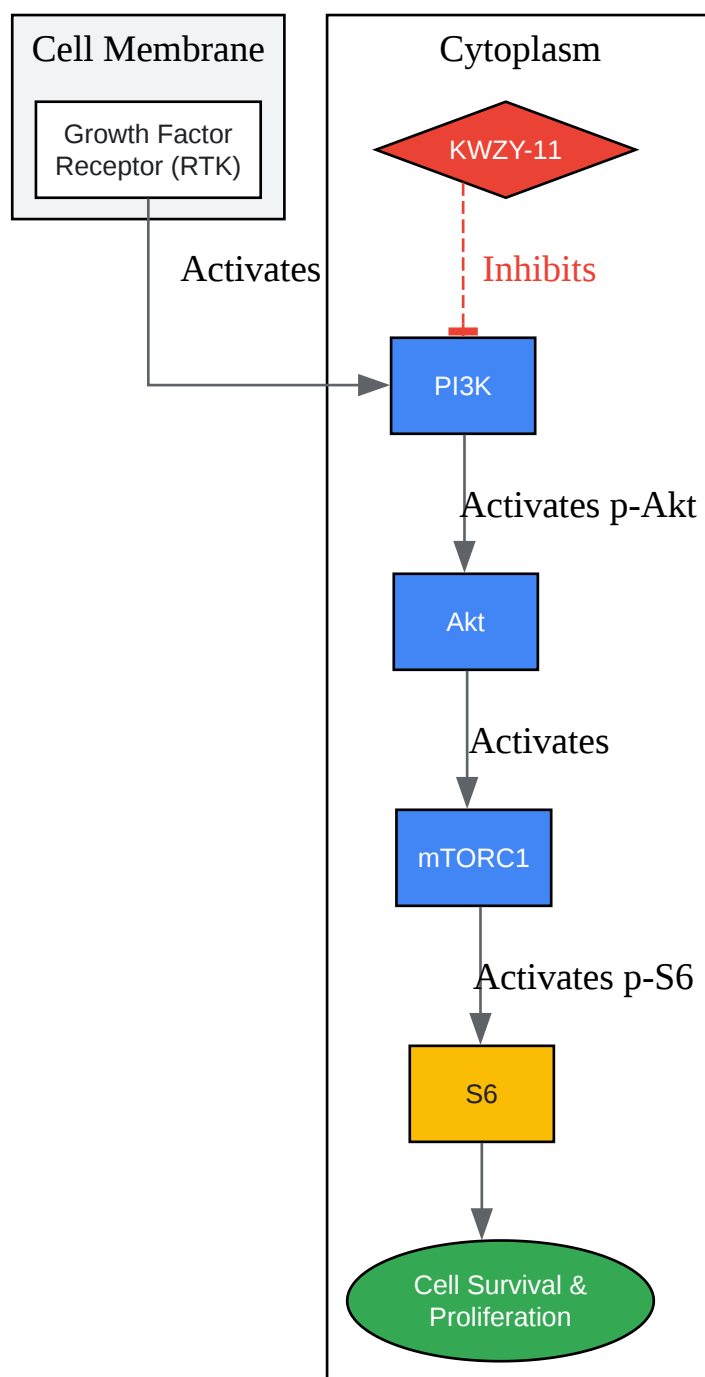 Cell Membrane
Growth Factor
Receptor (RTK)
Cytoplasm
KWZY-11
Activates
Inhibits
PI3K
Activates p-Akt
Akt
Activates
mTORC1
Activates p-S6
S6
Cell Survival &
Proliferation